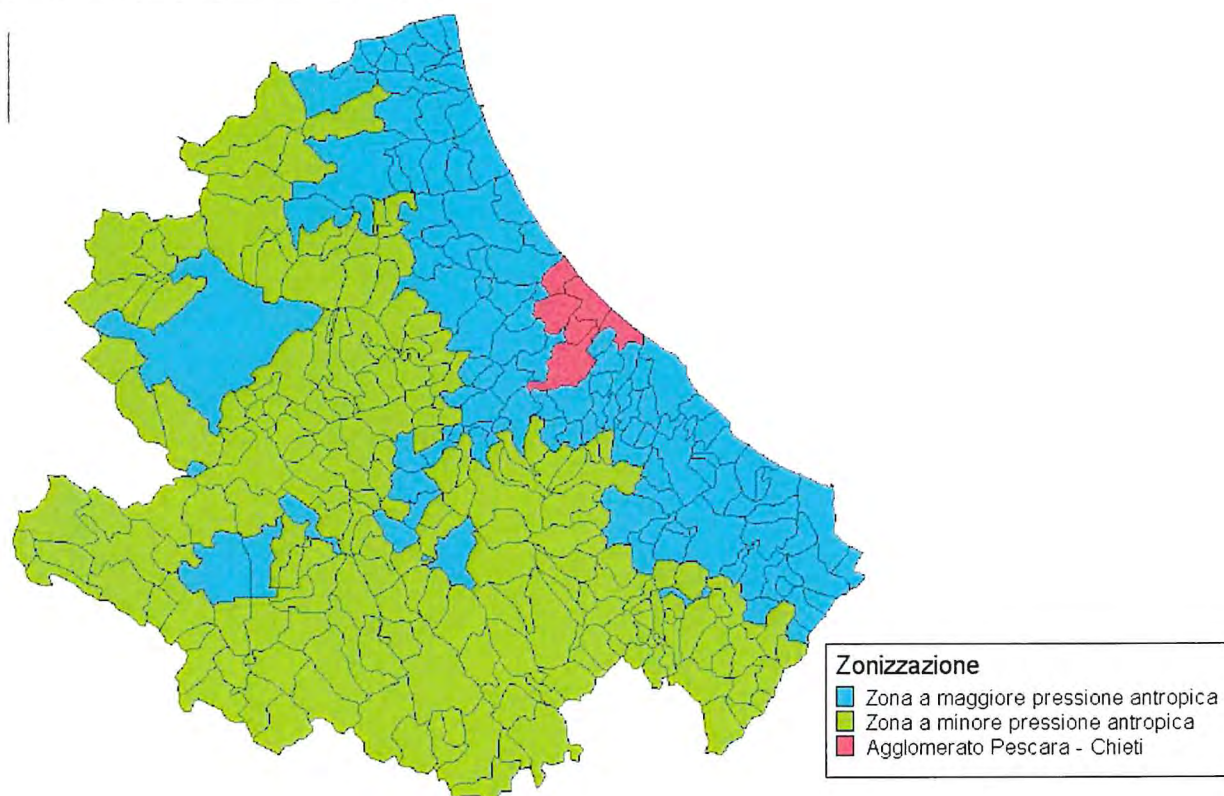 Zonizzazione
Zona a maggiore pressione antropica
Zona a minore pressione antropica
Agglomerato Pescara - Chieti